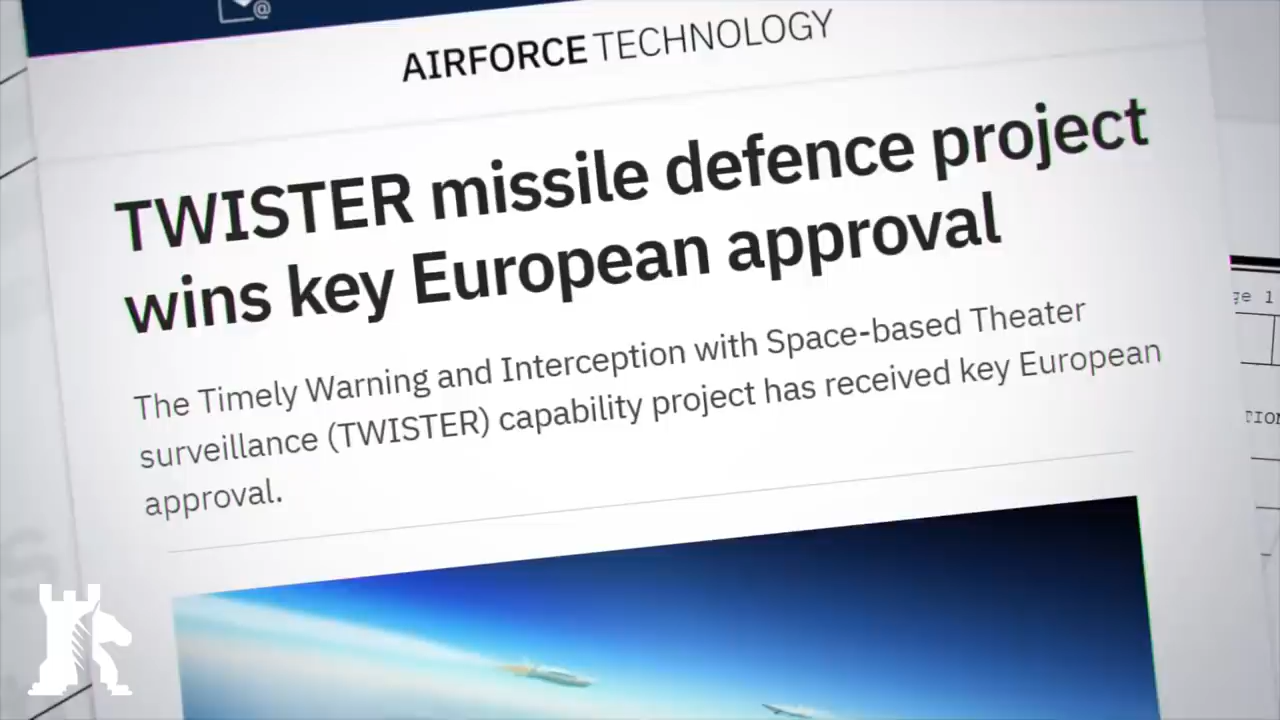 @
AIRFORCE TECHNOLOGY
TWISTER missile defence project
wins key European approval
The Timely Warning and Interception with Space-based Theater
surveillance (TWISTER) capability project has received key European
approval.